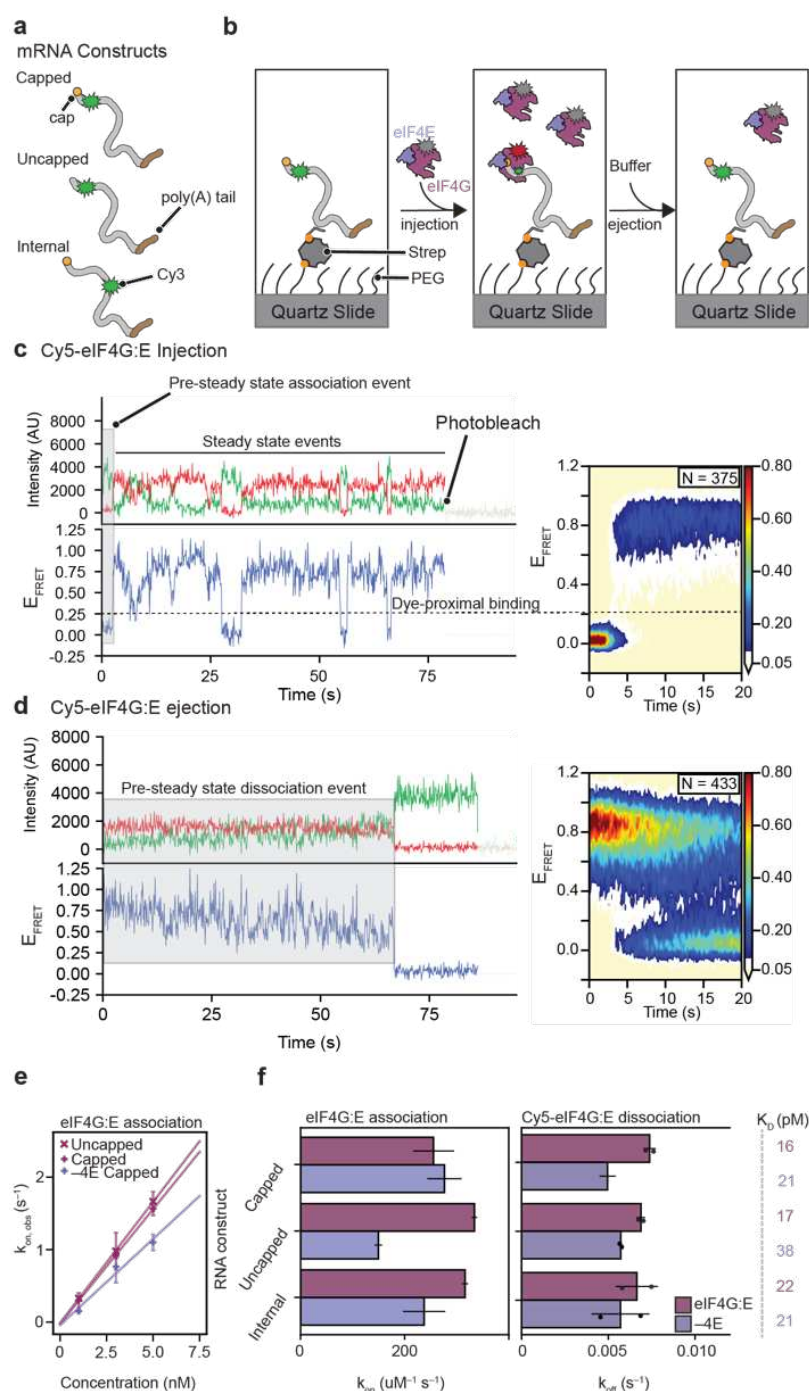 a
mRNA Constructs
Capped
cap
Uncapped
poly(A) tail
Internal
Cy3
b
eIF4E
eIF4G
injection
Strep
PEG
Buffer
ejection
Quartz Slide
Quartz Slide
Quartz Slide
c Cy5-eIF4G:E Injection
Pre-steady state association event
Steady state events
Photobleach
Intensity (AU)
8000
6000
4000
2000
0
E_FRET
1.25
1.00
0.75
0.50
0.25
0.00
-0.25
Dye-proximal binding
0 25 50 75
Time (s)
N = 375
E_FRET
1.2
0.8
0.4
0.0
0 5 10 15 20
Time (s)
0.80
0.60
0.40
0.20
0.05
d Cy5-eIF4G:E ejection
Pre-steady state dissociation event
Intensity (AU)
8000
6000
4000
2000
0
E_FRET
1.25
1.00
0.75
0.50
0.25
0.00
-0.25
0 25 50 75
Time (s)
N = 433
E_FRET
1.2
0.8
0.4
0.0
0 5 10 15 20
Time (s)
0.80
0.60
0.40
0.20
0.05
e
eIF4G:E association
Uncapped
Capped
–4E Capped
k_on, obs (s⁻¹)
2
1
0
0 2.5 5.0 7.5
Concentration (nM)
f
eIF4G:E association
Cy5-eIF4G:E dissociation
K_D (pM)
RNA construct
Capped
Uncapped
Internal
16
21
17
38
22
21
eIF4G:E
–4E
200 400
k_on (uM⁻¹ s⁻¹)
0 0.005 0.010
k_off (s⁻¹)